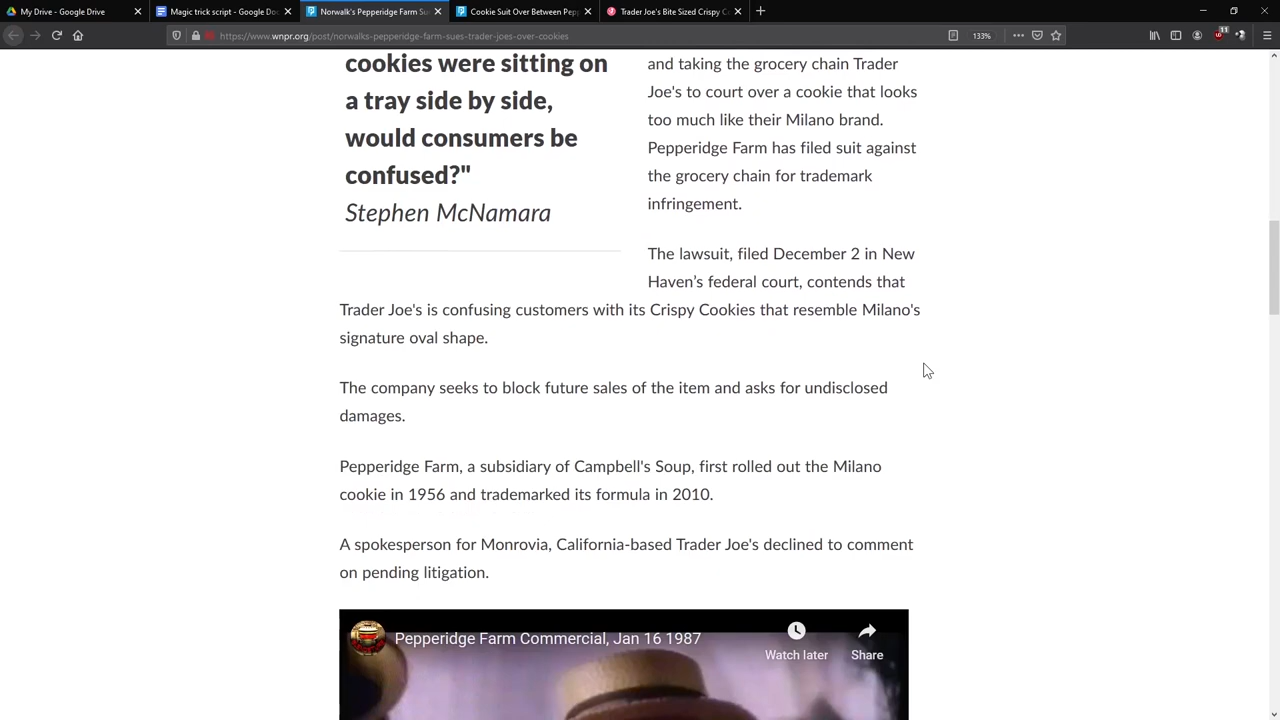 My Drive - Google Drive
Magic trick script - Google Do
Norwalk's Pepperidge Farm Su
Cookie Suit Over Between Pep
Trader Joe's Bite Sized Crispy C
https://www.wnpr.org/post/norwalks-pepperidge-farm-sues-trader-joes-over-cookies
133%
11
cookies were sitting on
a tray side by side,
would consumers be
confused?"
Stephen McNamara
and taking the grocery chain Trader
Joe's to court over a cookie that looks
too much like their Milano brand.
Pepperidge Farm has filed suit against
the grocery chain for trademark
infringement.
The lawsuit, filed December 2 in New
Haven’s federal court, contends that
Trader Joe's is confusing customers with its Crispy Cookies that resemble Milano's
signature oval shape.
The company seeks to block future sales of the item and asks for undisclosed
damages.
Pepperidge Farm, a subsidiary of Campbell's Soup, first rolled out the Milano
cookie in 1956 and trademarked its formula in 2010.
A spokesperson for Monrovia, California-based Trader Joe's declined to comment
on pending litigation.
Pepperidge Farm Commercial, Jan 16 1987
Watch later
Share